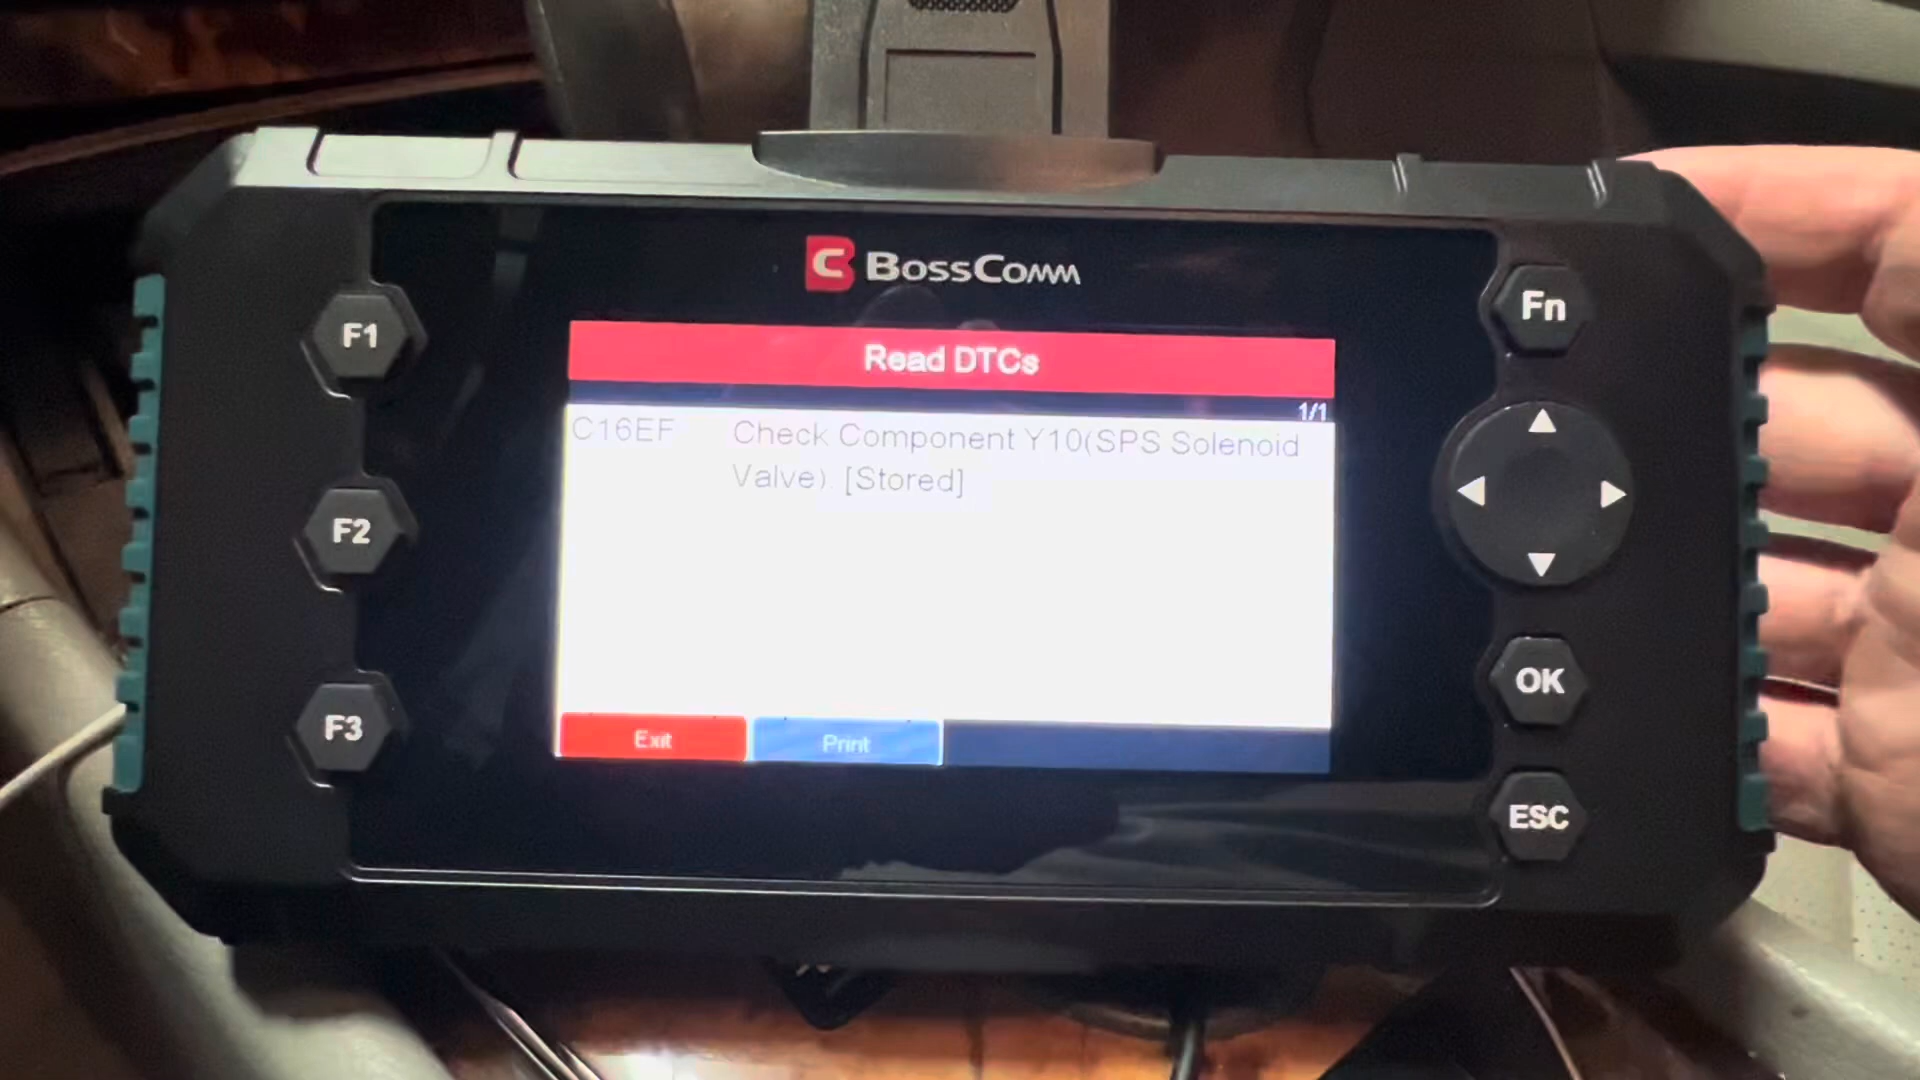 BossComm
Read DTCs
1/1
C16EF Check Component Y10(SPS Solenoid
Valve) [Stored]
Exit Print
F1
F2
F3
Fn
OK
ESC